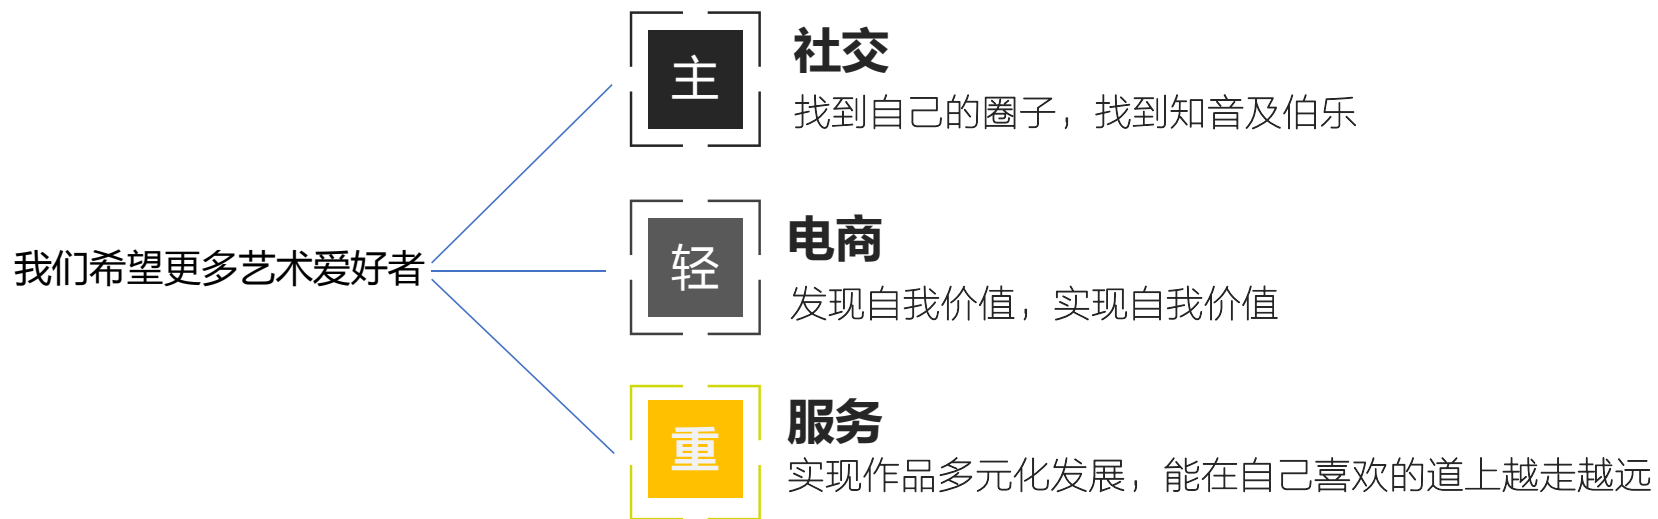 主
社交
找到自己的圈子，找到知音及伯乐
我们希望更多艺术爱好者
轻
电商
发现自我价值，实现自我价值
重
服务
实现作品多元化发展，能在自己喜欢的道上越走越远